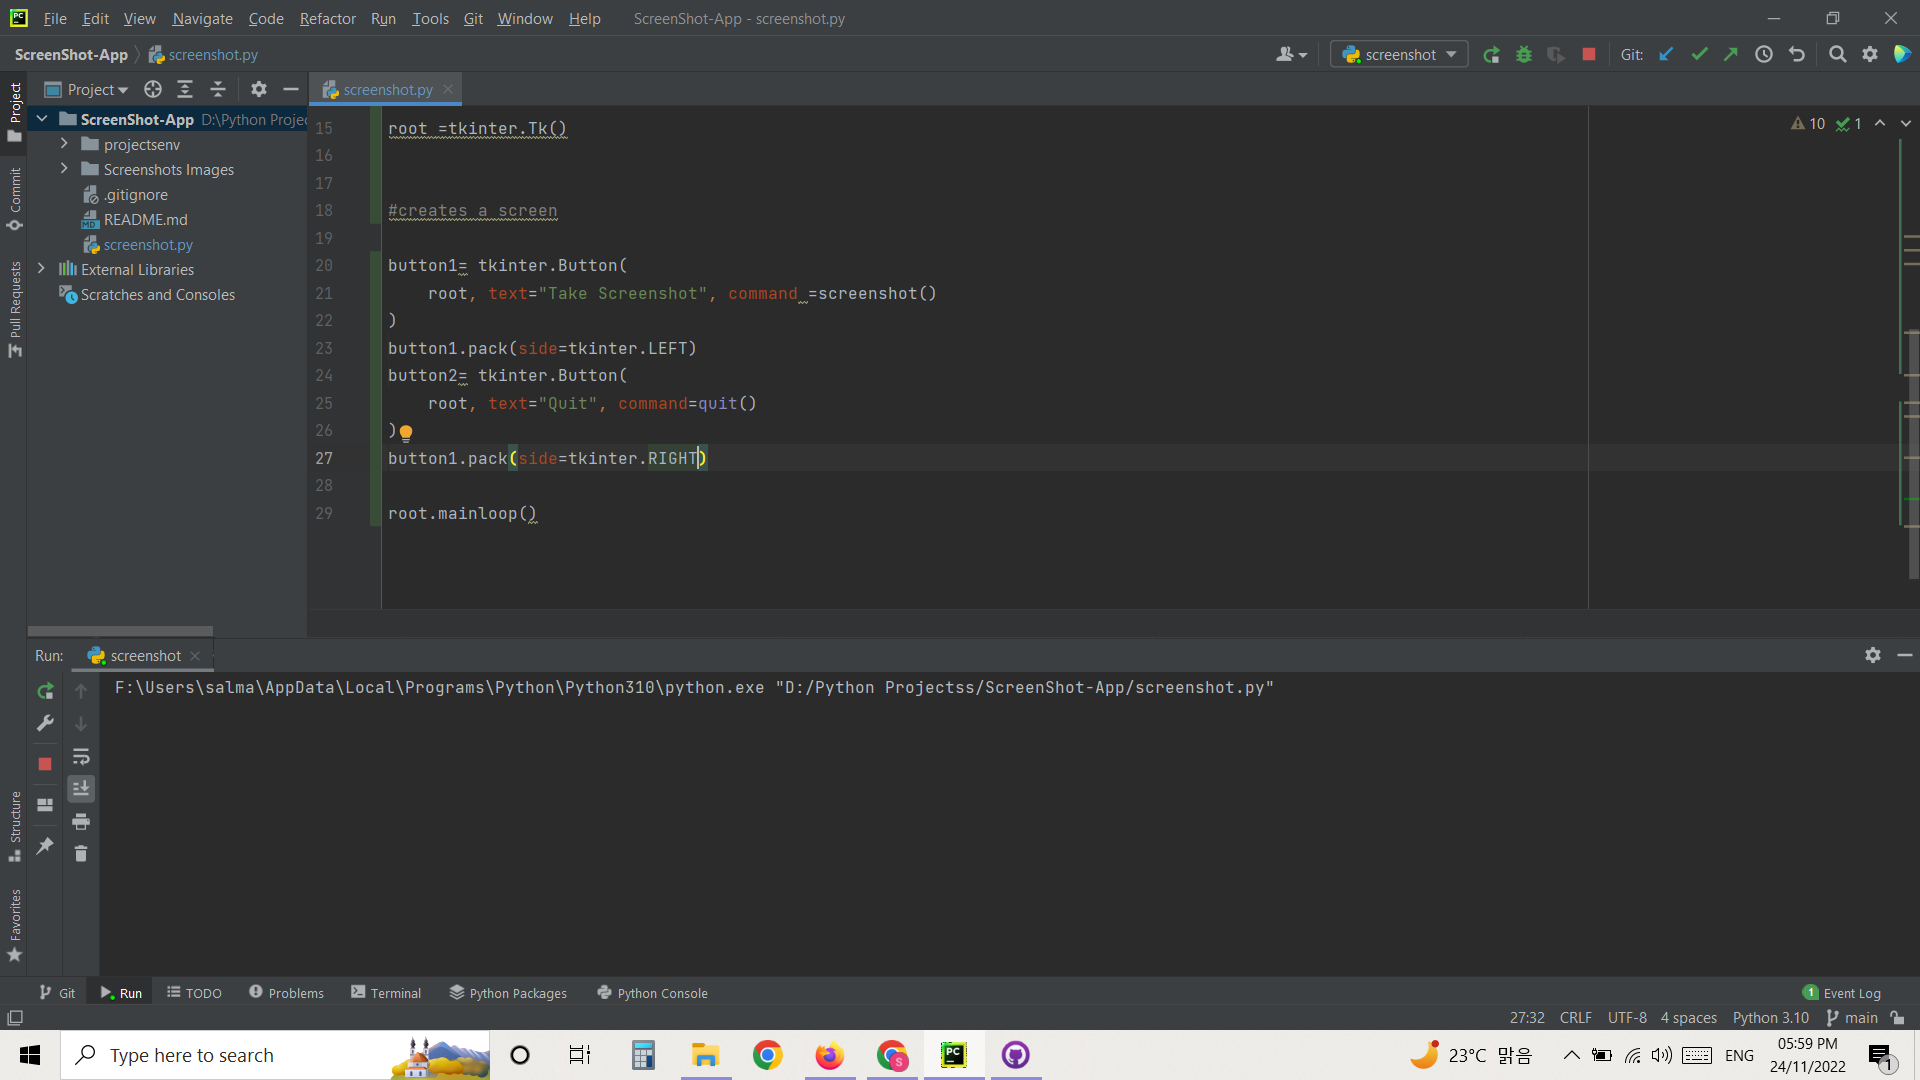 File Edit View Navigate Code Refactor Run Tools Git Window Help ScreenShot-App - screenshot.py
ScreenShot-App screenshot.py screenshot Git:
Project screenshot.py
ScreenShot-App D:\Python Projec
projectsenv
Screenshots Images
.gitignore
README.md
screenshot.py
External Libraries
Scratches and Consoles
Project
Commit
Pull Requests
Structure
Favorites
10 1
15 root =tkinter.Tk()
16
17
18 #creates a screen
19
20 button1= tkinter.Button(
21 root, text="Take Screenshot", command =screenshot()
22 )
23 button1.pack(side=tkinter.LEFT)
24 button2= tkinter.Button(
25 root, text="Quit", command=quit()
26 )
27 button1.pack(side=tkinter.RIGHT)
28
29 root.mainloop()
Run: screenshot
F:\Users\salma\AppData\Local\Programs\Python\Python310\python.exe "D:/Python Projectss/ScreenShot-App/screenshot.py"
Git Run TODO Problems Terminal Python Packages Python Console 1 Event Log
27:32 CRLF UTF-8 4 spaces Python 3.10 main
Type here to search 23°C 맑음 ENG 05:59 PM
24/11/2022 1